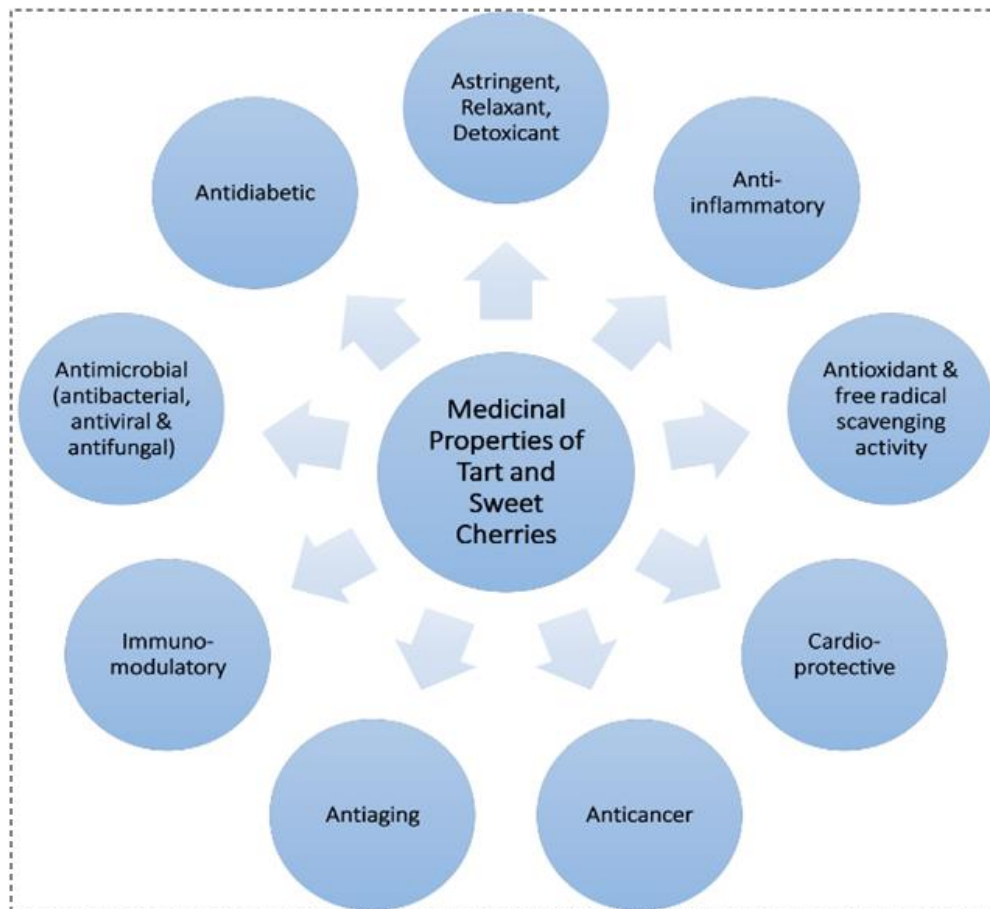 Astringent,
Relaxant,
Detoxicant
Anti-
inflammatory
Antioxidant &
free radical
scavenging
activity
Cardio-
protective
Anticancer
Antiaging
Immuno-
modulatory
Antimicrobial
(antibacterial,
antiviral &
antifungal)
Antidiabetic
Medicinal
Properties of
Tart and
Sweet
Cherries